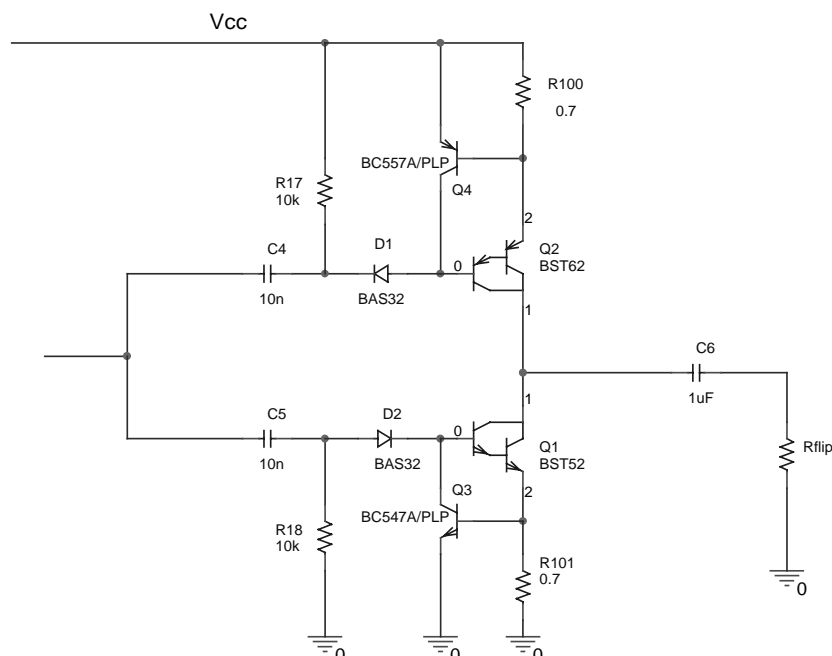 Vcc
R100
0.7
BC557A/PLP
Q4
R17
10k
2
C4
D1
0
Q2
BST62
10n
BAS32
1
C6
1uF
1
C5
D2
0
Q1
BST52
Rflip
10n
BAS32
Q3
2
BC547A/PLP
R18
10k
R101
0.7
0
0
0
0